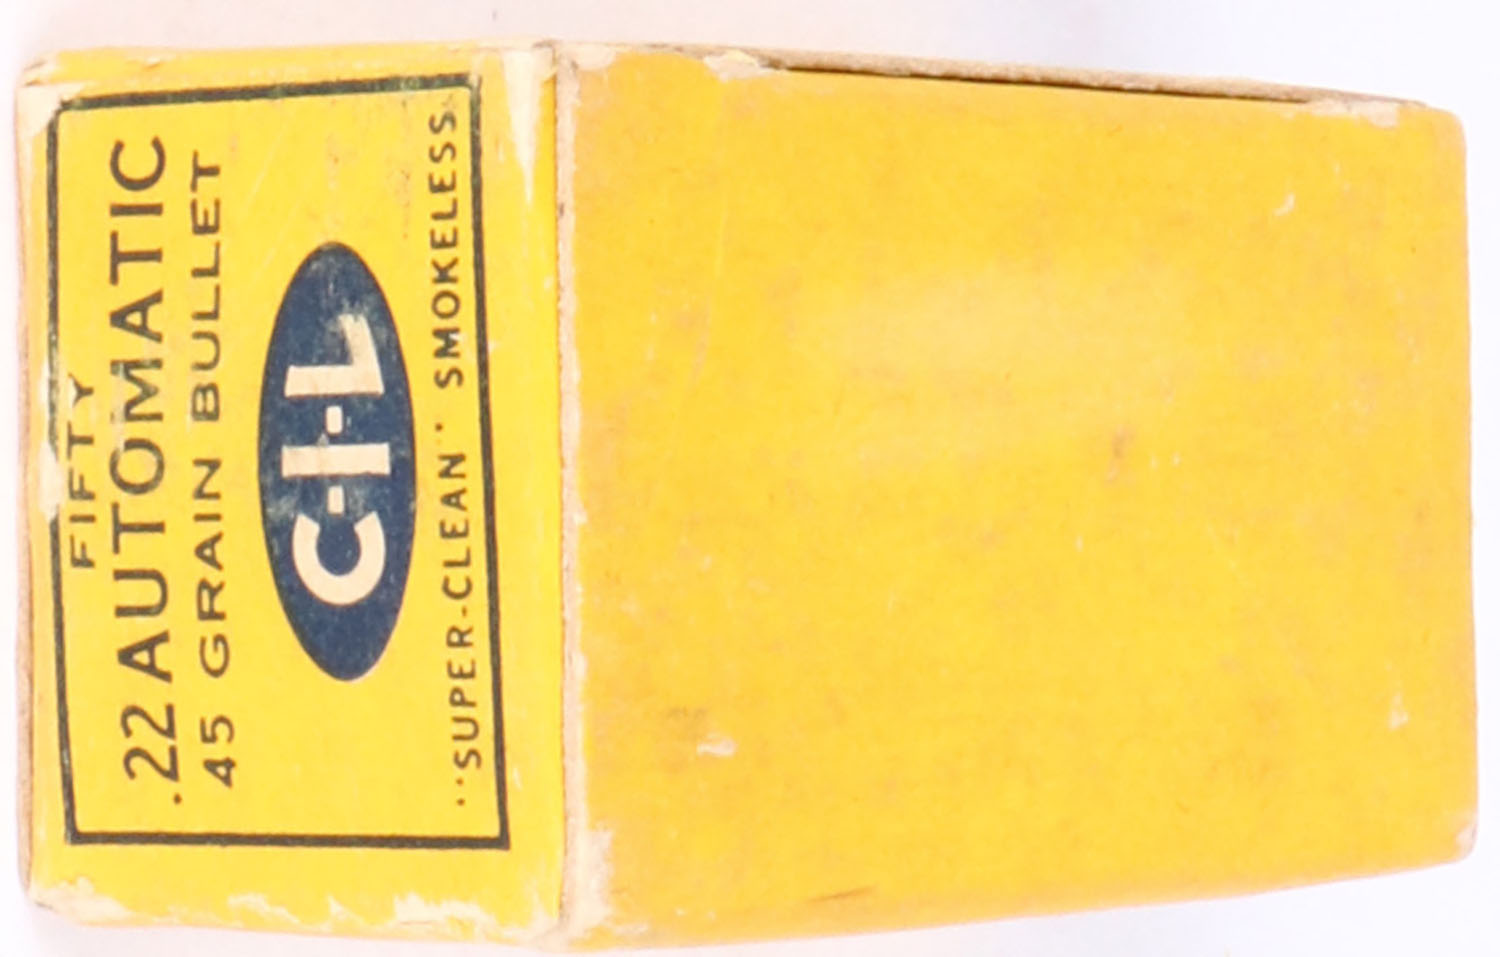 FIFTY
.22 AUTOMATIC
45 GRAIN BULLET
C-I-L
"SUPER-CLEAN" SMOKELESS